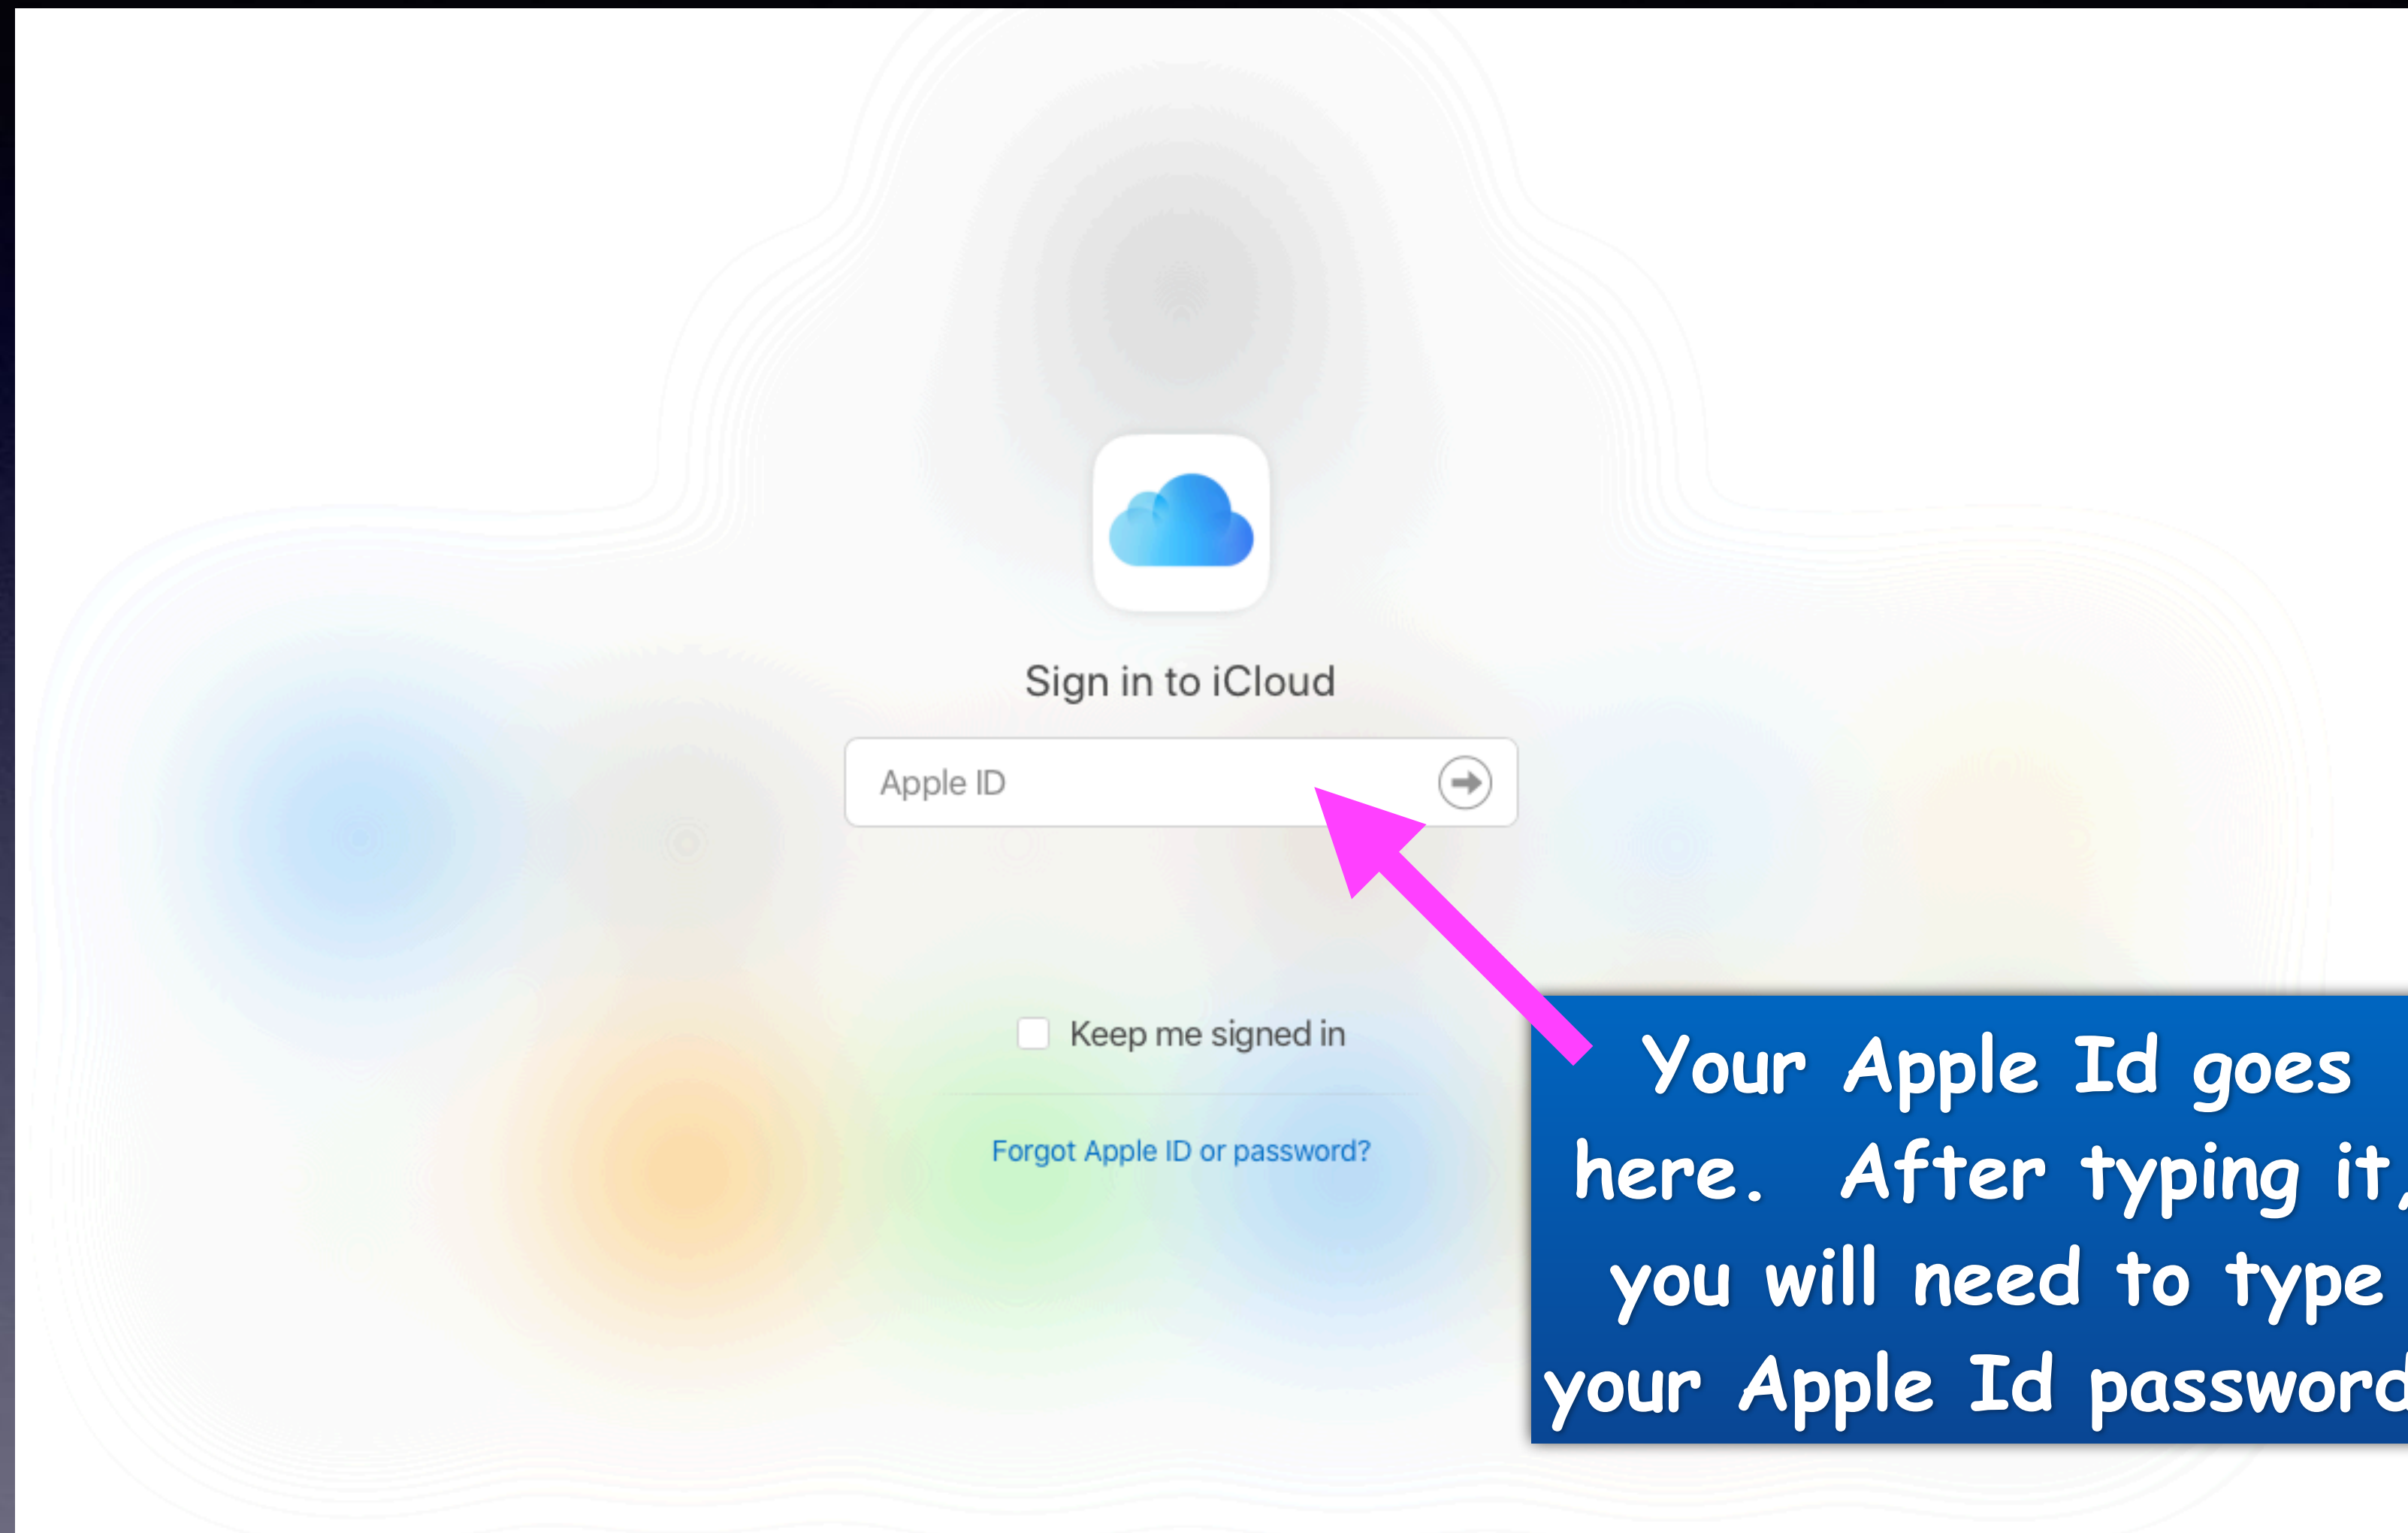 Sign in to iCloud
Apple ID
Keep me signed in
Forgot Apple ID or password?
Your Apple Id goes
here. After typing it,
you will need to type
your Apple Id password